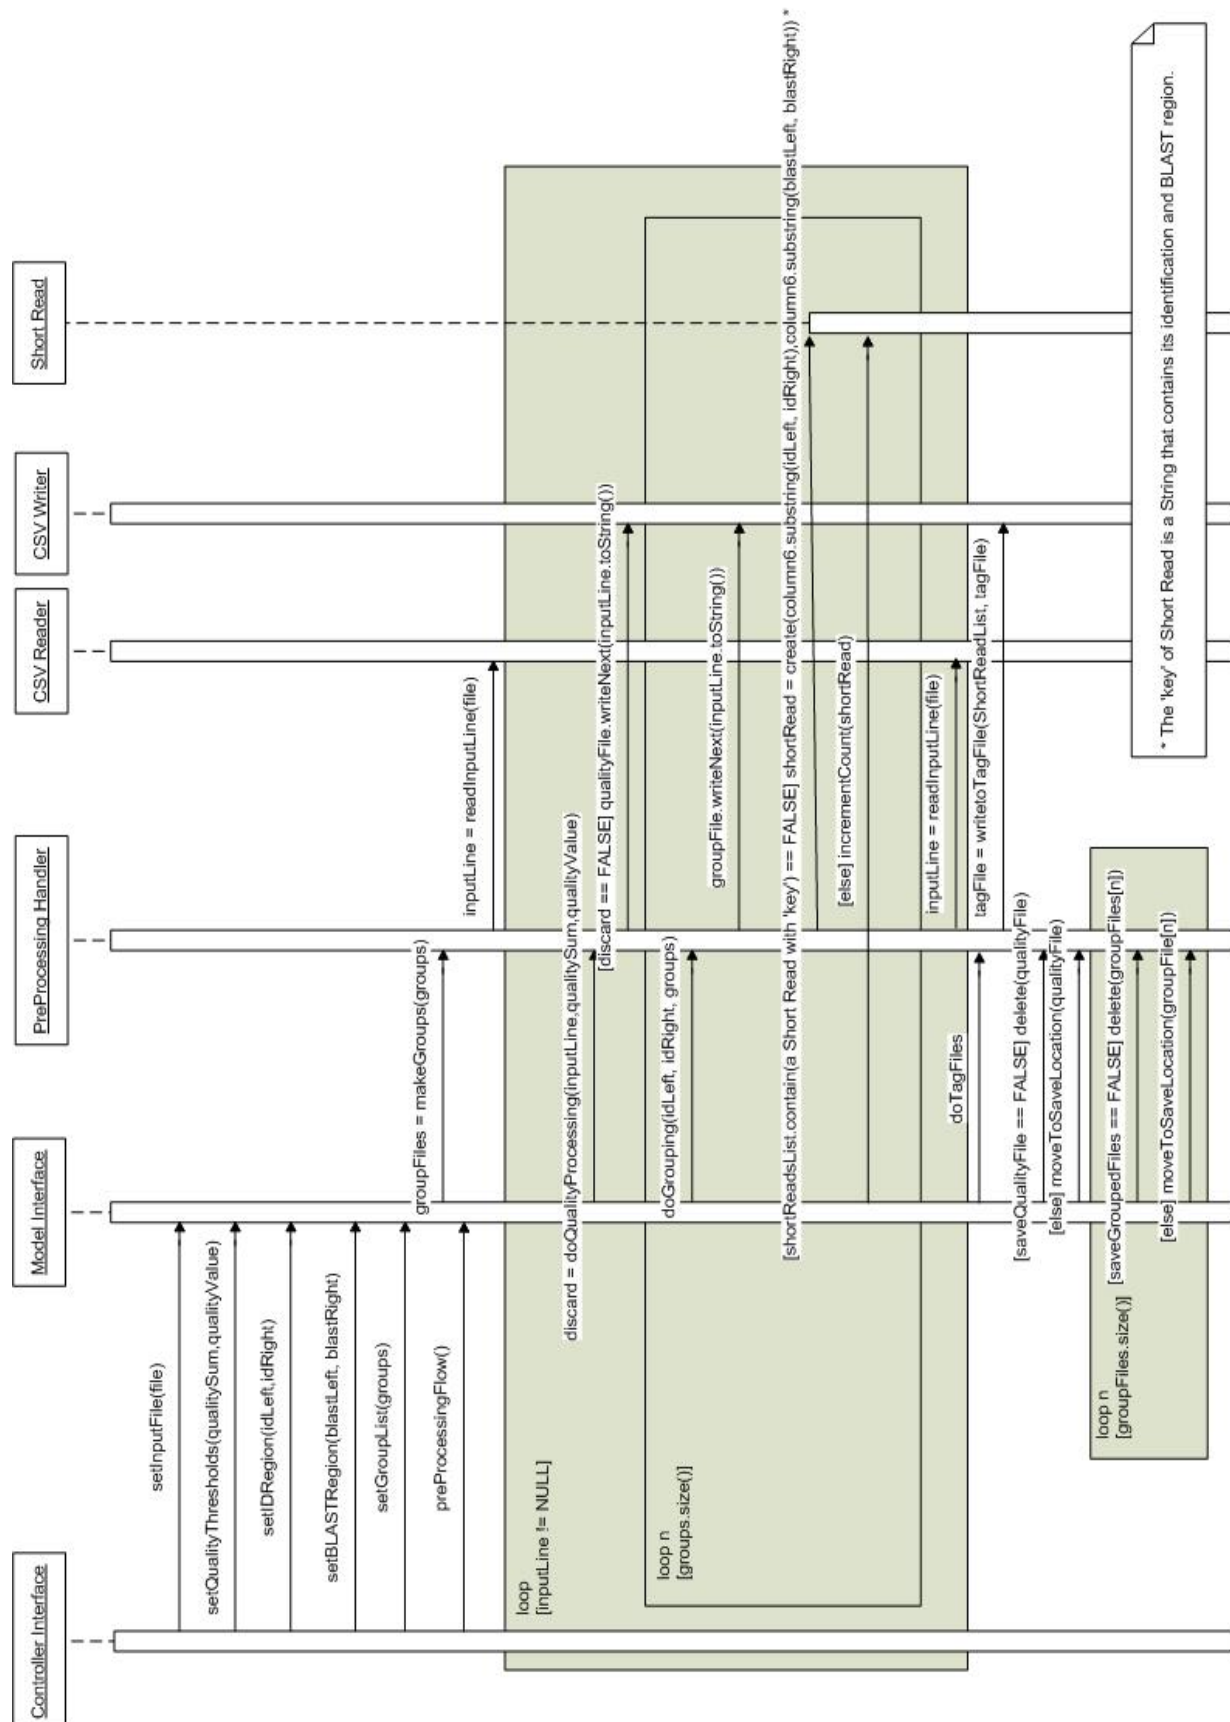 Controller Interface
Model Interface
PreProcessing Handler
CSV Reader
CSV Writer
Short Read
setInputFile(file)
setQualityThresholds(qualitySum,qualityValue)
setIDRegion(idLeft,idRight)
setBLASTRegion(blastLeft, blastRight)
setGroupList(groups)
groupFiles = makeGroups(groups)
preProcessingFlow()
inputLine = readInputLine(file)
loop
[inputLine != NULL]
discard = doQualityProcessing(inputLine,qualitySum,qualityValue)
[discard == FALSE] qualityFile.writeNext(inputLine.toString())
loop n
[groups.size()]
doGrouping(idLeft, idRight, groups)
groupFile.writeNext(inputLine.toString())
[shortReadsList.contain(a Short Read with 'key') == FALSE] shortRead = create(column6.substring(idLeft, idRight),column6.substring(blastLeft, blastRight)) *
[else] incrementCount(shortRead)
inputLine = readInputLine(file)
doTagFiles
tagFile = writetoTagFile(ShortReadList, tagFile)
[saveQualityFile == FALSE] delete(qualityFile)
[else] moveToSaveLocation(qualityFile)
loop n
[groupFiles.size()]
[saveGroupedFiles == FALSE] delete(groupFiles[n])
[else] moveToSaveLocation(groupFile[n])
* The 'key' of Short Read is a String that contains its identification and BLAST region.